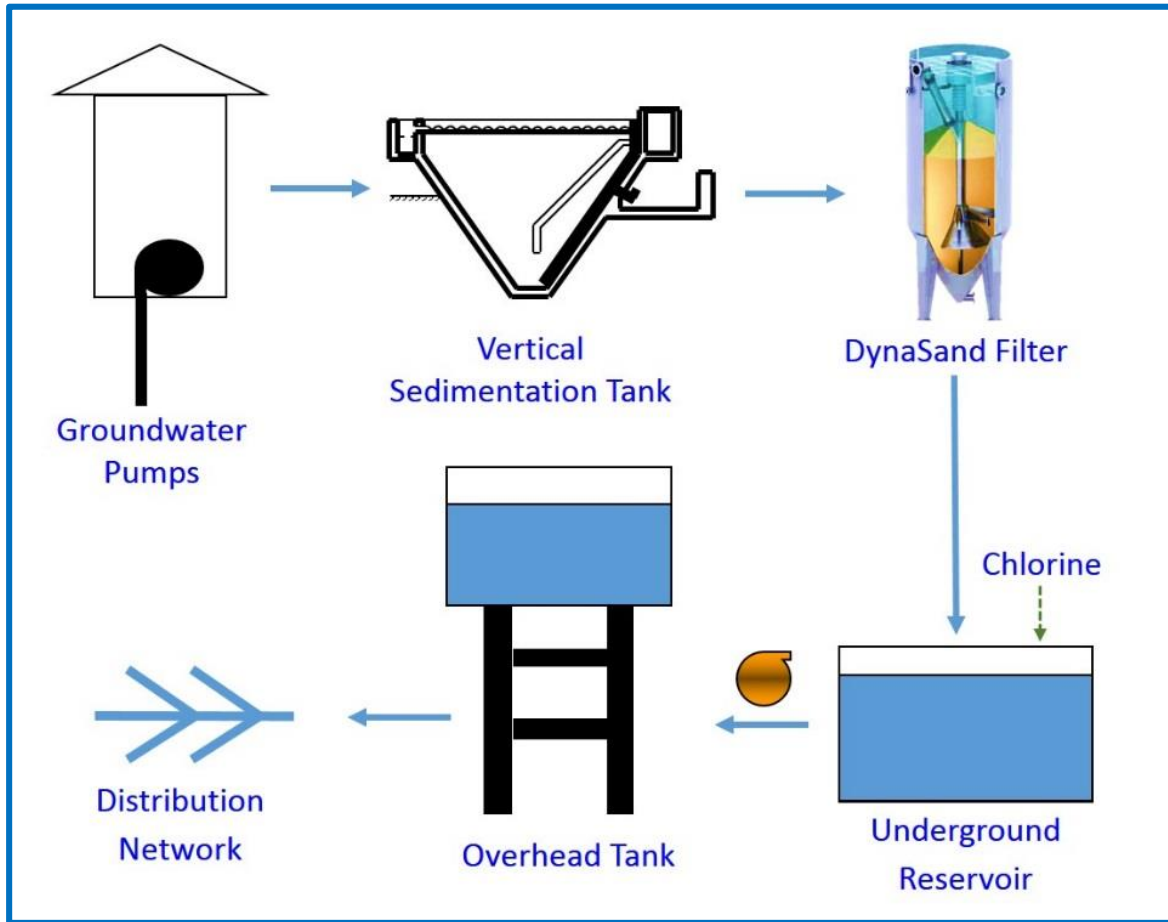 Groundwater
Pumps
Vertical
Sedimentation Tank
DynaSand Filter
Chlorine
Underground
Reservoir
Overhead Tank
Distribution
Network